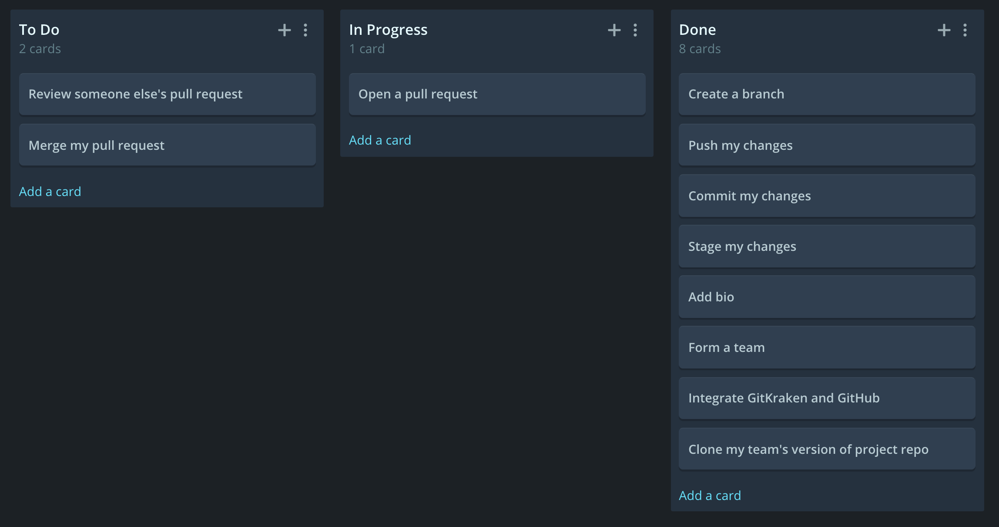 To Do
2 cards
Review someone else's pull request
Merge my pull request
Add a card
In Progress
1 card
Open a pull request
Add a card
Done
8 cards
Create a branch
Push my changes
Commit my changes
Stage my changes
Add bio
Form a team
Integrate GitKraken and GitHub
Clone my team's version of project repo
Add a card